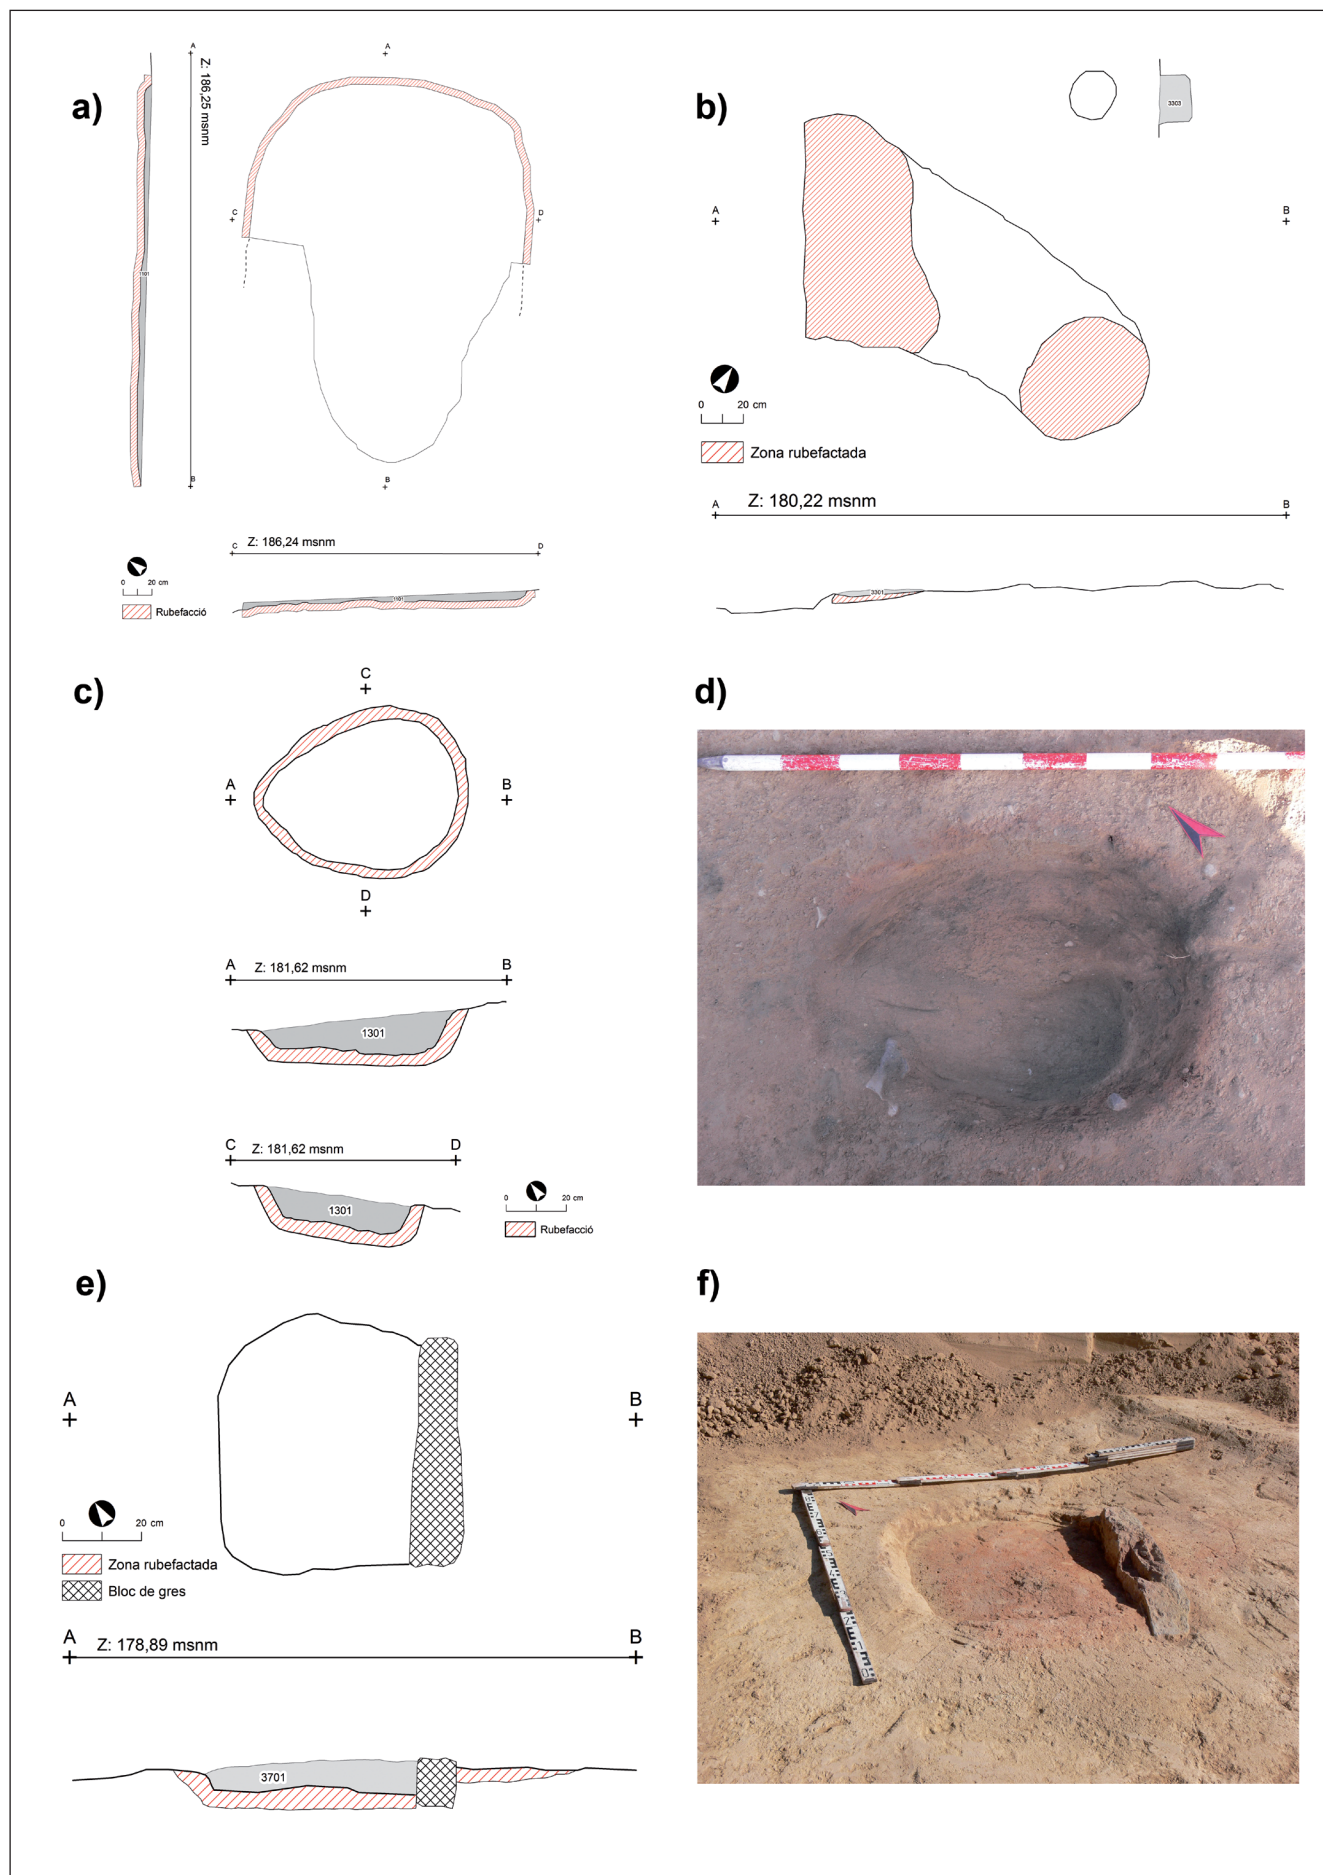 a)
A
Z: 186,25 msnm
B
1101
A
C
D
B
Z: 186,24 msnm
C
D
1101
0 20 cm
Rubefacció
b)
3303
A
B
0 20 cm
Zona rubefactada
Z: 180,22 msnm
A
B
3301
c)
C
A
B
D
A
Z: 181,62 msnm
B
1301
C
Z: 181,62 msnm
D
1301
0 20 cm
Rubefacció
d)
e)
A
B
0 20 cm
Zona rubefactada
Bloc de gres
A
Z: 178,89 msnm
B
3701
f)